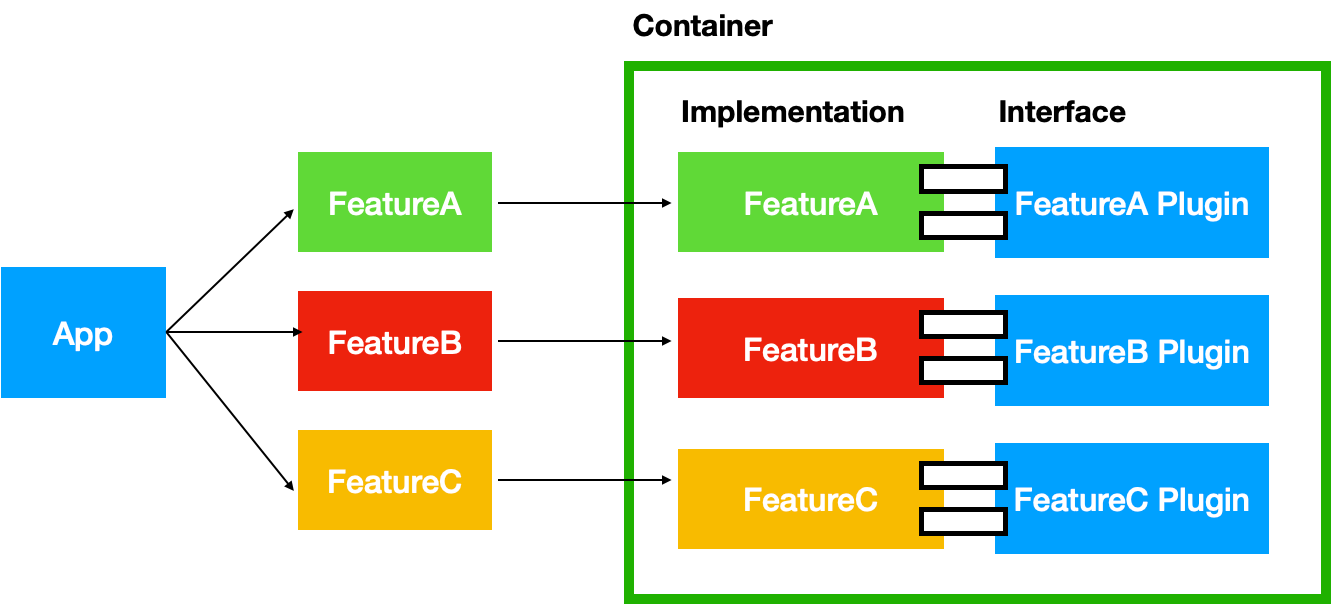 Container
Implementation
Interface
App
FeatureA
FeatureB
FeatureC
FeatureA
FeatureA Plugin
FeatureB
FeatureB Plugin
FeatureC
FeatureC Plugin